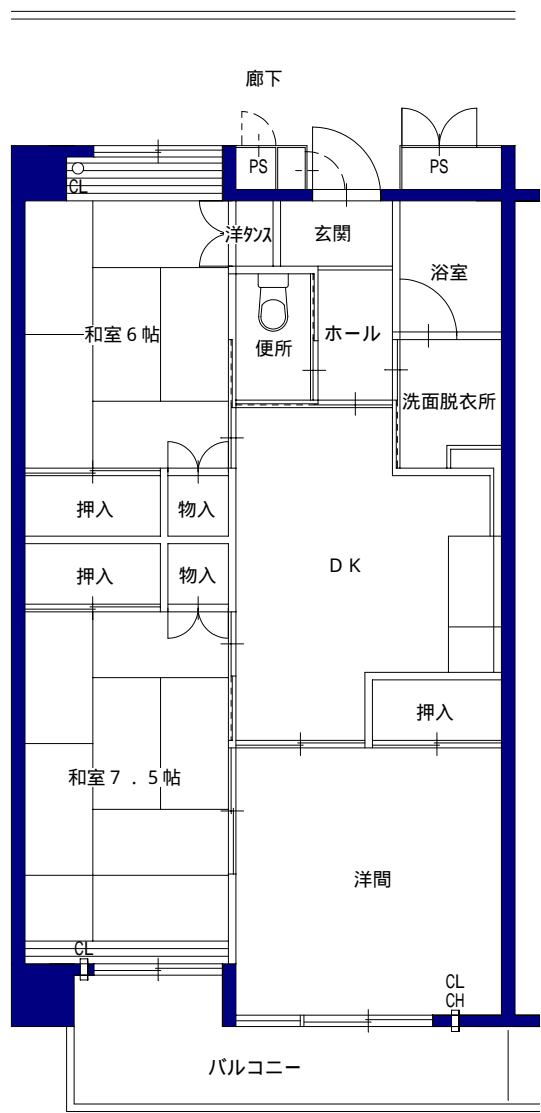 廊下
PS
PS
CL
洋タンス
玄関
浴室
和室６帖
便所
ホール
洗面脱衣所
押入
物入
押入
物入
ＤＫ
押入
和室７．５帖
洋間
CL
CL
CH
バルコニー